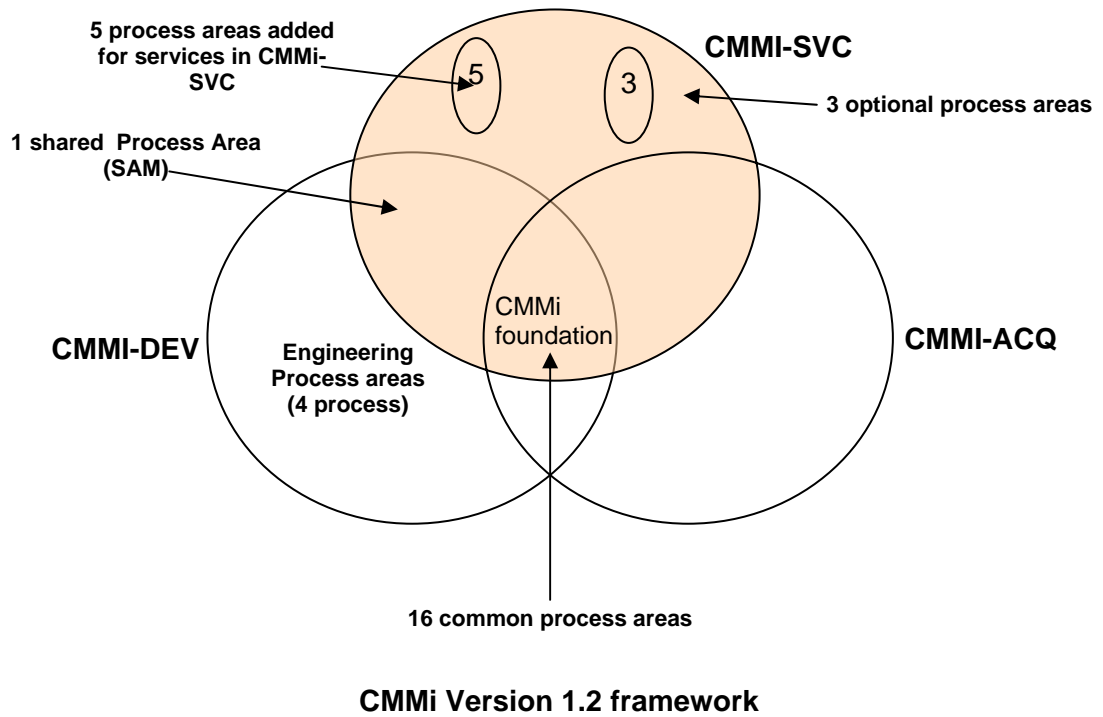 5 process areas added
for services in CMMi-
SVC
CMMI-SVC
5
3
3 optional process areas
1 shared Process Area
(SAM)
CMMi
foundation
CMMI-DEV
CMMI-ACQ
Engineering
Process areas
(4 process)
16 common process areas
CMMi Version 1.2 framework